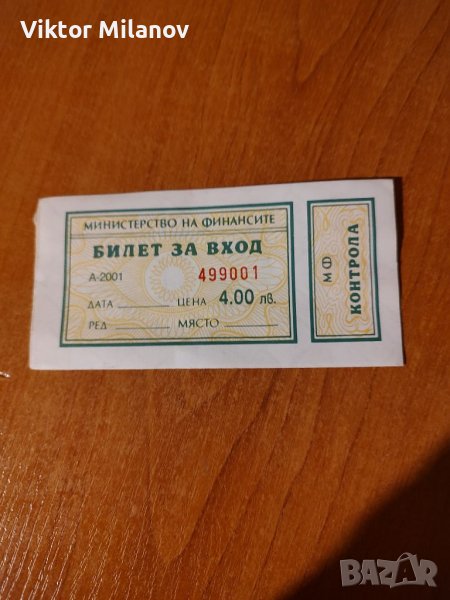 Viktor Milanov
МИНИСТЕРСТВО НА ФИНАНСИТЕ
БИЛЕТ ЗА ВХОД
А-2001 499001
ДАТА ЦЕНА 4.00 лв.
РЕД МЯСТО
МФ
КОНТРОЛА
BAZAR